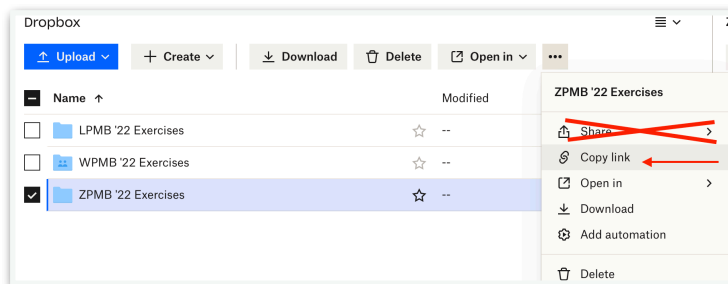 Dropbox
Upload Create Download Delete Open in
Name Modified
LPMB '22 Exercises --
WPMB '22 Exercises --
ZPMB '22 Exercises --
ZPMB '22 Exercises
Share
Copy link
Open in
Download
Add automation
Delete